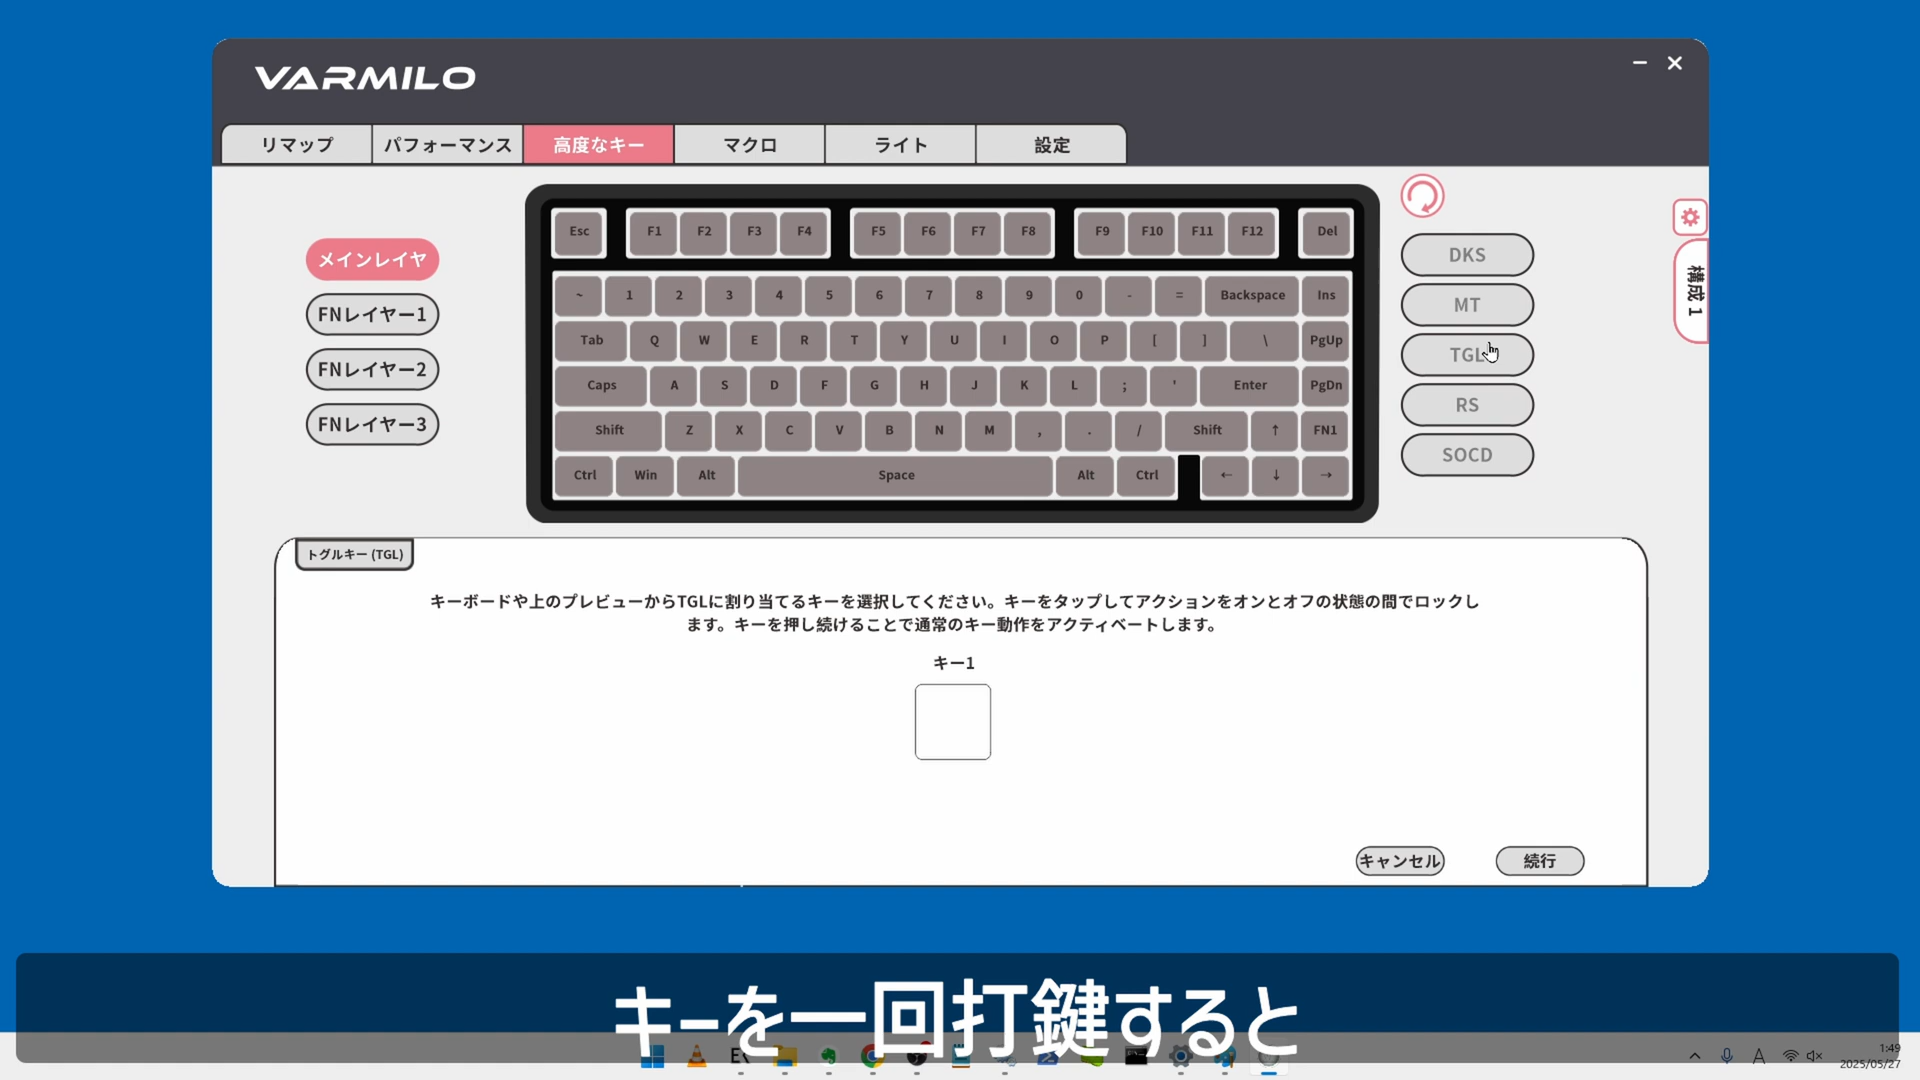 VARMILO
リマップ パフォーマンス 高度なキー マクロ ライト 設定
メインレイヤ
FNレイヤー1
FNレイヤー2
FNレイヤー3
Esc F1 F2 F3 F4 F5 F6 F7 F8 F9 F10 F11 F12 Del
~ 1 2 3 4 5 6 7 8 9 0 - = Backspace Ins
Tab Q W E R T Y U I O P [ ] \ PgUp
Caps A S D F G H J K L ; ' Enter PgDn
Shift Z X C V B N M , . / Shift ↑ FN1
Ctrl Win Alt Space Alt Ctrl ← ↓ →
DKS
MT
TGL
RS
SOCD
構成 1
トグルキー (TGL)
キーボードや上のプレビューからTGLに割り当てるキーを選択してください。キーをタップしてアクションをオンとオフの状態の間でロックし
ます。キーを押し続けることで通常のキー動作をアクティベートします。
キー1
キャンセル 続行
キーを一回打鍵すると
A
1:49
2025/05/27